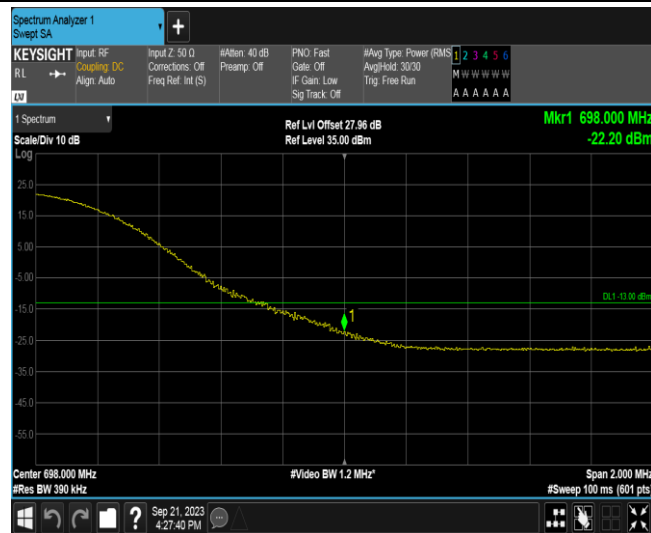 Spectrum Analyzer 1
Swept SA
+
KEYSIGHT
R L
LXI
Input: RF
Coupling: DC
Align: Auto
Input Z: 50 Ω
Corrections: Off
Freq Ref: Int (S)
#Atten: 40 dB
Preamp: Off
PNO: Fast
Gate: Off
IF Gain: Low
Sig Track: Off
#Avg Type: Power (RMS
Avg|Hold: 30/30
Trig: Free Run
1 2 3 4 5 6
M W W W W W
A A A A A A
1 Spectrum
Scale/Div 10 dB
Log
Ref Lvl Offset 27.96 dB
Ref Level 35.00 dBm
Mkr1 698.000 MHz
-22.20 dBm
25.0
15.0
5.00
-5.00
-15.0
-25.0
-35.0
-45.0
-55.0
DL1 -13.00 dBm
1
Center 698.000 MHz
#Res BW 390 kHz
#Video BW 1.2 MHz*
Span 2.000 MHz
#Sweep 100 ms (601 pts)
?
Sep 21, 2023
4:27:40 PM